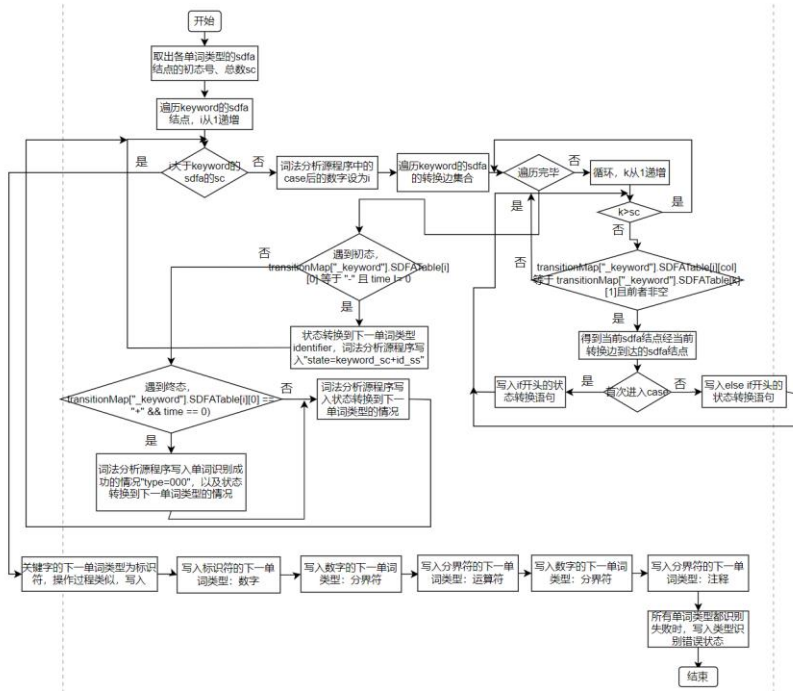 开始
取出各单词类型的sdfa
结点的初态号、总数sc
遍历keyword的sdfa
结点，i从1递增
i大于keyword的
sdfa的sc
是
否
词法分析源程序中的
case后的数字设为i
遍历keyword的sdfa
的转换边集合
遍历完毕
否
是
循环，k从1递增
k>sc
是
否
transitionMap["_keyword"].SDFATable[i][col]
等于 transitionMap["_keyword"].SDFATable[k]
[1]且前者非空
否
是
得到当前sdfa结点经当前
转换边到达的sdfa结点
首次进入case
是
否
写入if开头的状
态转换语句
写入else if开头的
状态转换语句
遇到初态，
transitionMap["_keyword"].SDFATable[i]
[0] 等于 "-" 且 time != 0
否
是
状态转换到下一单词类型
identifier，词法分析源程序写
入"state=keyword_sc+id_ss"
遇到终态，
transitionMap["_keyword"].SDFATable[i][0] ==
"+" && time == 0)
否
是
词法分析源程序写
入状态转换到下一
单词类型的情况
词法分析源程序写入单词识别成
功的情况"type=000"，以及状态
转换到下一单词类型的情况
关键字的下一单词类型为标识
符，操作过程类似，写入
写入标识符的下一单
词类型：数字
写入数字的下一单词
类型：分界符
写入分界符的下一单
词类型：运算符
写入数字的下一单词
类型：分界符
写入分界符的下一单
词类型：注释
所有单词类型都识别
失败时，写入类型识
别错误状态
结束